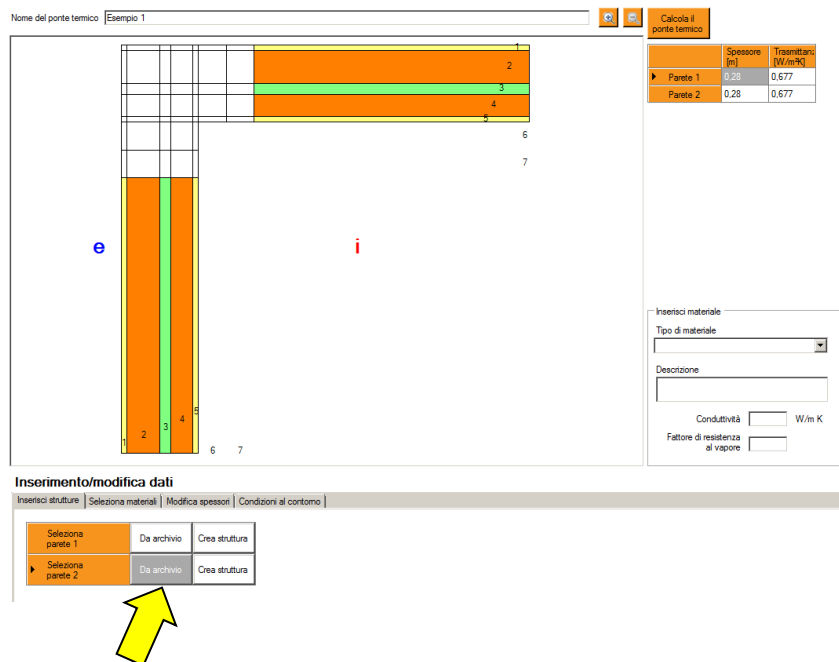 Nome del ponte termico Esempio 1
Calcola il
ponte termico
Spessore
[m]
Trasmittan:
[W/m²K]
Parete 1 0,28 0,677
Parete 2 0,28 0,677
1
2
3
4
5
6
7
e
i
1
2
3
4
5
6
7
Inserisci materiale
Tipo di materiale
Descrizione
Conduttività W/m K
Fattore di resistenza
al vapore
Inserimento/modifica dati
Inserisci strutture Seleziona materiali Modifica spessori Condizioni al contorno
Seleziona
parete 1
Da archivio Crea struttura
Seleziona
parete 2
Da archivio Crea struttura